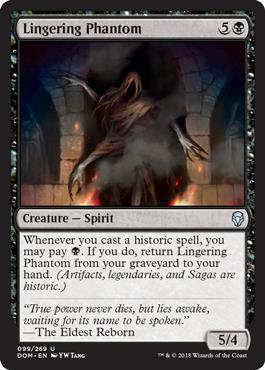 Lingering Phantom 5
Creature — Spirit
Whenever you cast a historic spell, you
may pay . If you do, return Lingering
Phantom from your graveyard to your
hand. (Artifacts, legendaries, and Sagas are
historic.)
“True power never dies, but lies awake,
waiting for its name to be spoken.”
—The Eldest Reborn
5/4
099/269 U
DOM • EN YW Tang
™ & © 2018 Wizards of the Coast